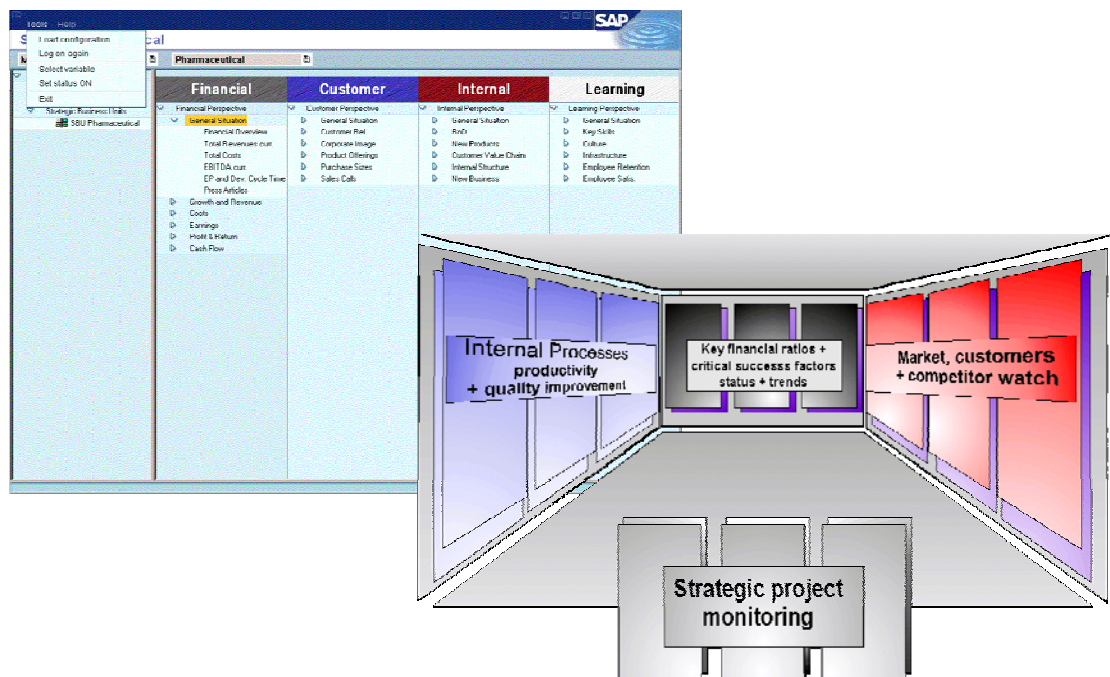 Tools Help
SAP
Load configuration
Log on again
Select variable
Set status ON
Exit
Pharmaceutical
Strategic Business Units
SBU Pharmaceutical
Financial
Financial Perspective
General Situation
Financial Overview
Total Revenues curr.
Total Costs
EBITDA curr.
EP and Dev. Cycle Time
Press Articles
Growth and Revenue
Costs
Earnings
Profit & Return
Cash Flow
Customer
Customer Perspective
General Situation
Customer Rel.
Corporate Image
Product Offerings
Purchase Sizes
Sales Calls
Internal
Internal Perspective
General Situation
RnD
New Products
Customer Value Chain
Internal Structure
New Business
Learning
Learning Perspective
General Situation
Key Skills
Culture
Infrastructure
Employee Retention
Employee Satis.
Internal Processes
productivity
+ quality improvement
Key financial ratios +
critical successs factors
status + trends
Market, customers
+ competitor watch
Strategic project
monitoring